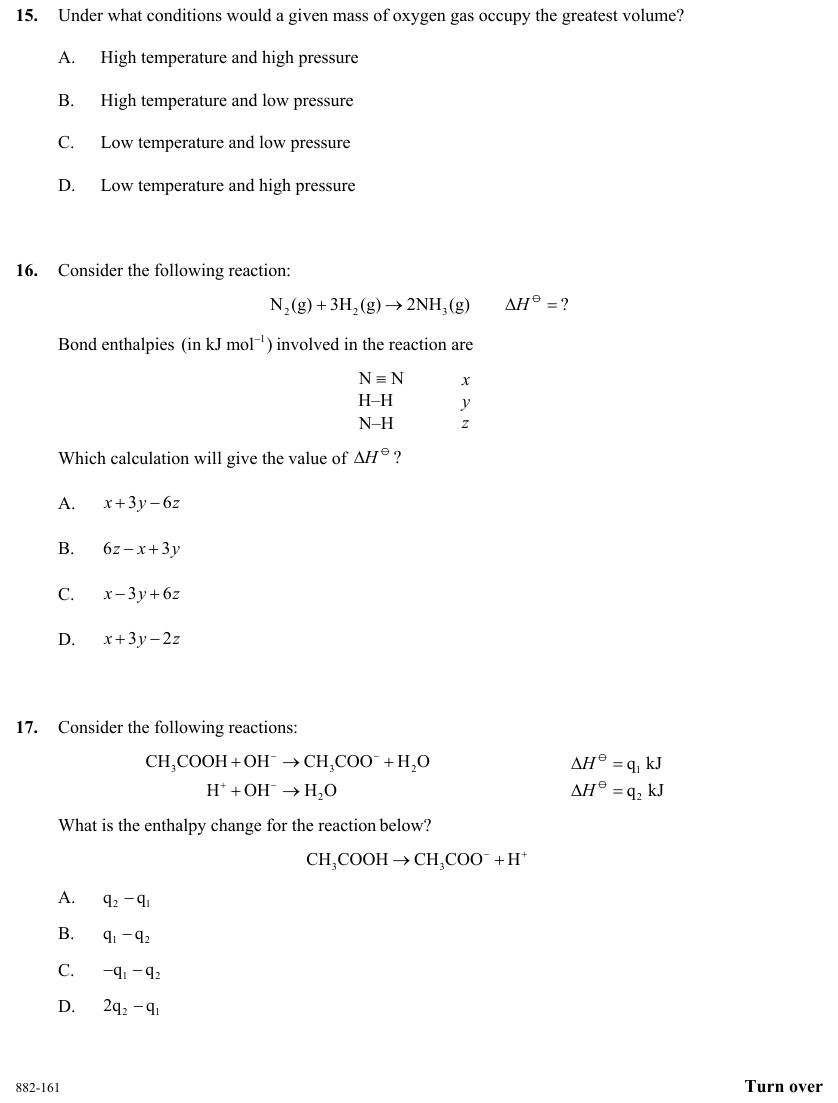 15. Under what conditions would a given mass of oxygen gas occupy the greatest volume?
A. High temperature and high pressure
B. High temperature and low pressure
C. Low temperature and low pressure
D. Low temperature and high pressure
16. Consider the following reaction:
N₂(g) + 3H₂(g) → 2NH₃(g) ΔH⊖ = ?
Bond enthalpies (in kJ mol⁻¹) involved in the reaction are
N ≡ N x
H–H y
N–H z
Which calculation will give the value of ΔH⊖ ?
A. x + 3y − 6z
B. 6z − x + 3y
C. x − 3y + 6z
D. x + 3y − 2z
17. Consider the following reactions:
CH₃COOH + OH⁻ → CH₃COO⁻ + H₂O ΔH⊖ = q₁ kJ
H⁺ + OH⁻ → H₂O ΔH⊖ = q₂ kJ
What is the enthalpy change for the reaction below?
CH₃COOH → CH₃COO⁻ + H⁺
A. q₂ − q₁
B. q₁ − q₂
C. −q₁ − q₂
D. 2q₂ − q₁
882-161 Turn over